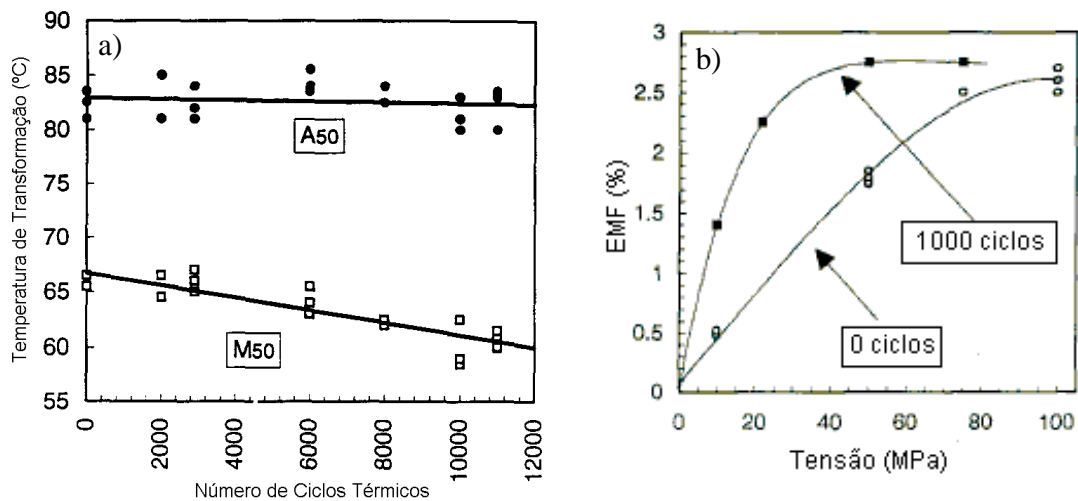 a)
Temperatura de Transformação (ºC)
90
85
80
75
70
65
60
55
A50
M50
0
2000
4000
6000
8000
10000
12000
Número de Ciclos Térmicos
b)
EMF (%)
3
2.5
2
1.5
1
0.5
0
1000 ciclos
0 ciclos
0
20
40
60
80
100
Tensão (MPa)